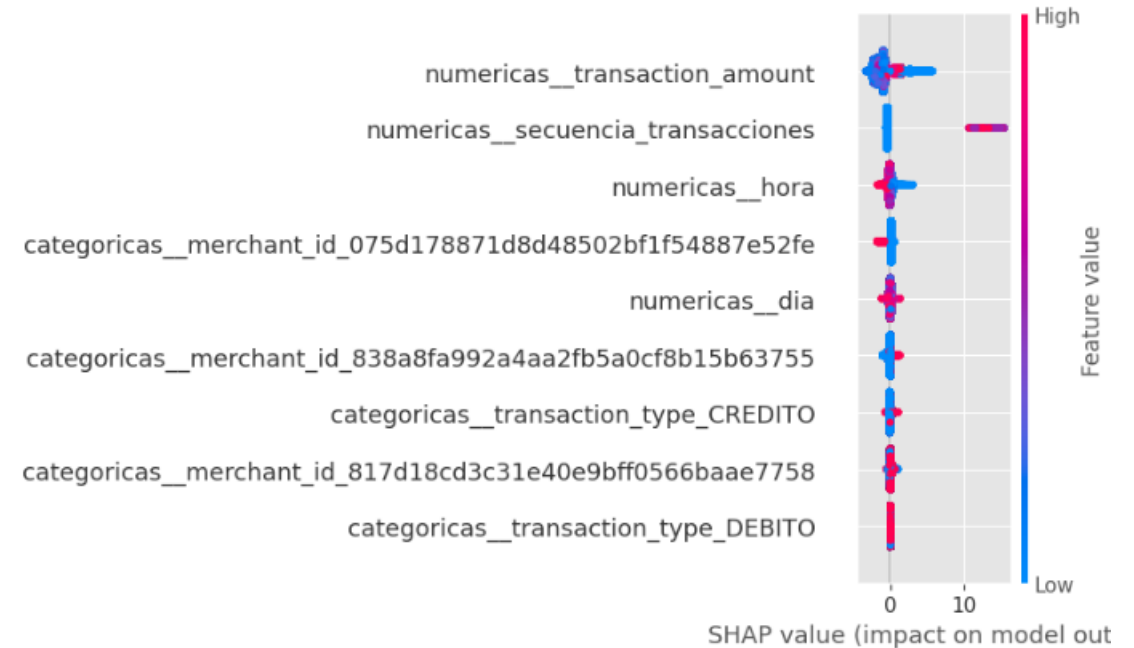 High
numericas__transaction_amount
numericas__secuencia_transacciones
numericas__hora
categoricas__merchant_id_075d178871d8d48502bf1f54887e52fe
numericas__dia
categoricas__merchant_id_838a8fa992a4aa2fb5a0cf8b15b63755
categoricas__transaction_type_CREDITO
categoricas__merchant_id_817d18cd3c31e40e9bff0566baae7758
categoricas__transaction_type_DEBITO
Feature value
Low
0 10
SHAP value (impact on model out